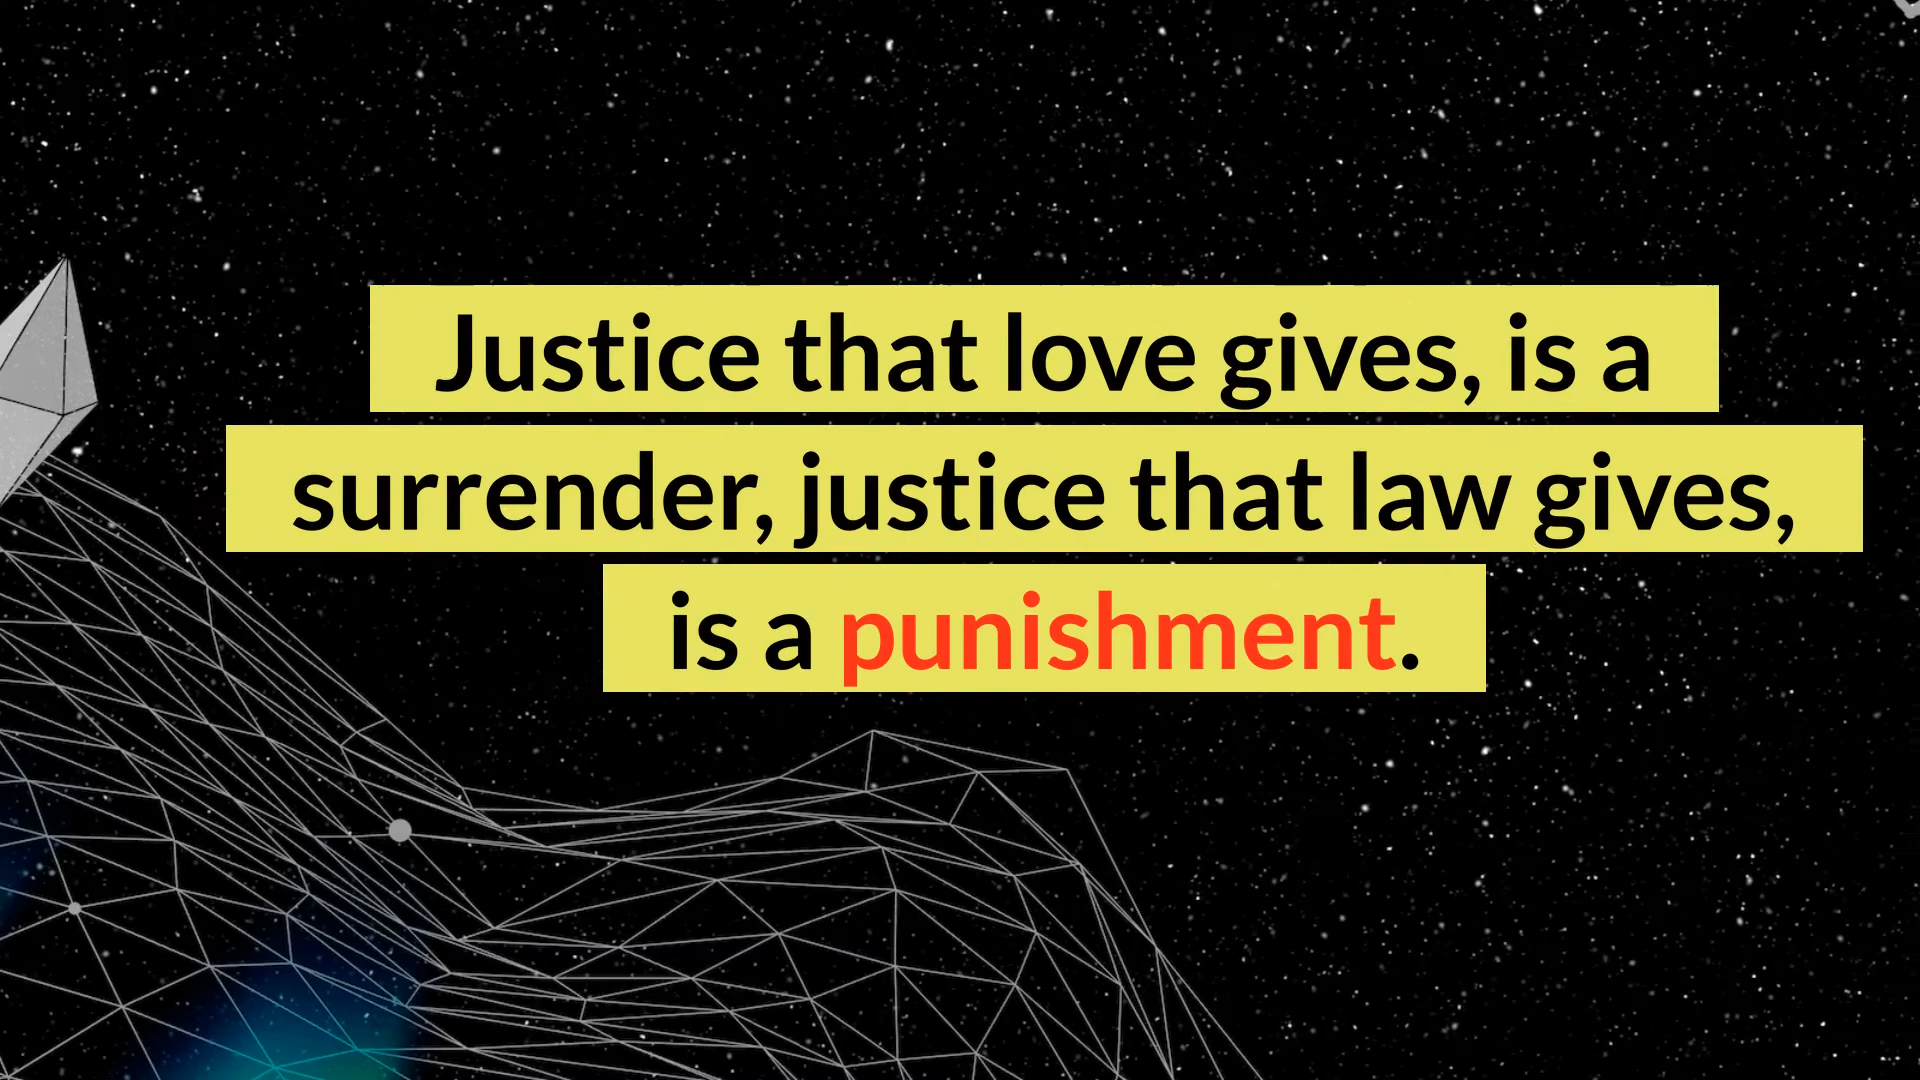 Justice that love gives, is a
surrender, justice that law gives,
is a punishment.